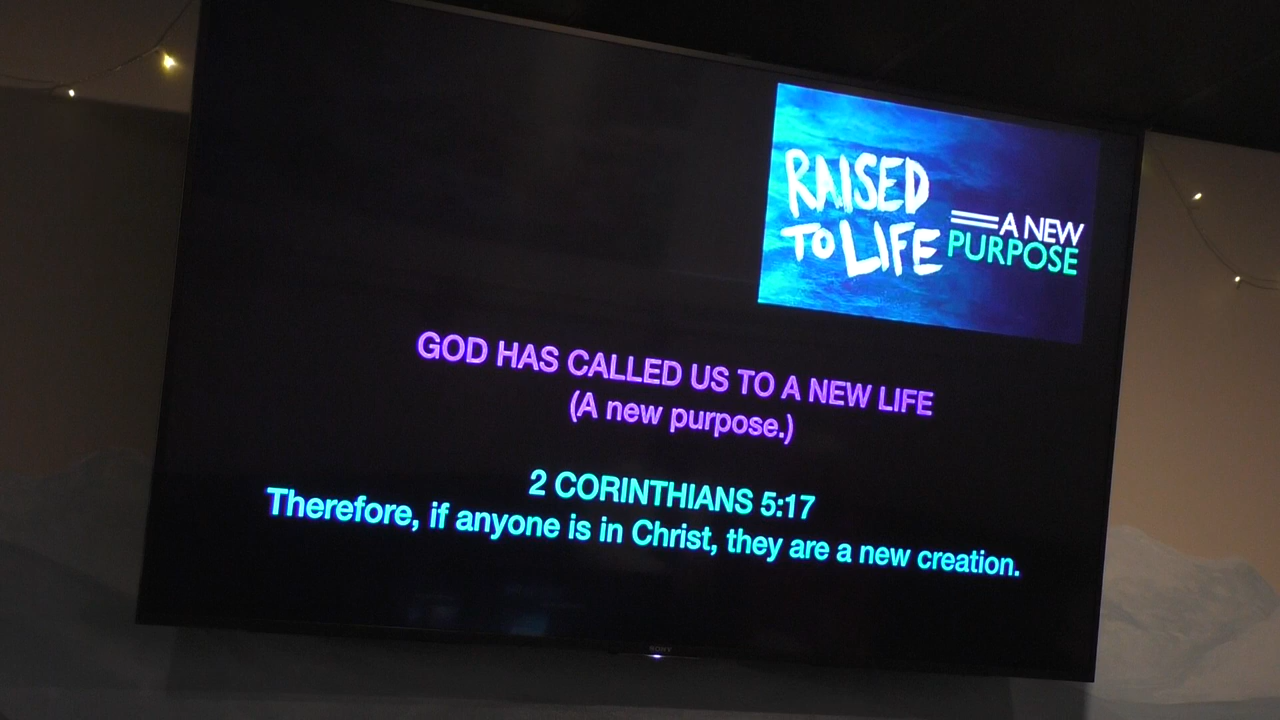 RAISED
TO LIFE
A NEW
PURPOSE
GOD HAS CALLED US TO A NEW LIFE
(A new purpose.)
2 CORINTHIANS 5:17
Therefore, if anyone is in Christ, they are a new creation.
SONY